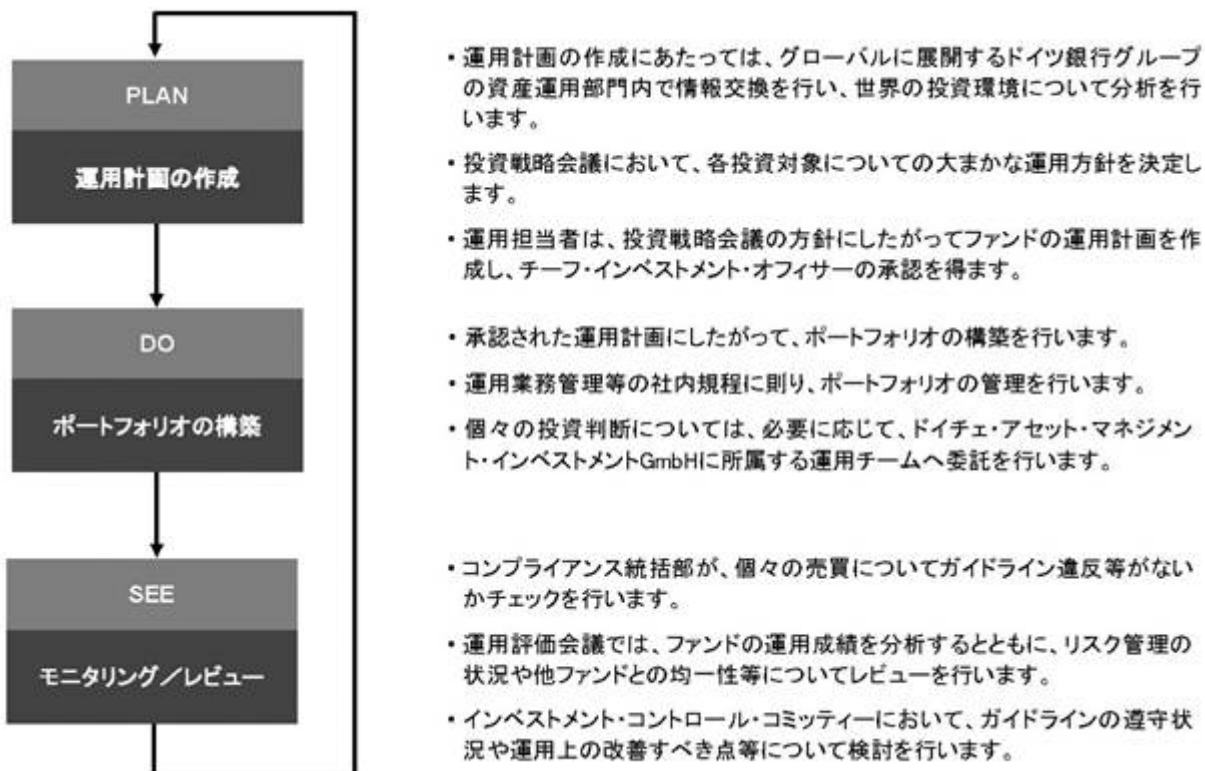 PLAN
運用計画の作成
・運用計画の作成にあたっては、グローバルに展開するドイツ銀行グループ
の資産運用部門内で情報交換を行い、世界の投資環境について分析を行
います。
・投資戦略会議において、各投資対象についての大まかな運用方針を決定し
ます。
・運用担当者は、投資戦略会議の方針にしたがってファンドの運用計画を作
成し、チーフ・インベストメント・オフィサーの承認を得ます。
DO
ポートフォリオの構築
・承認された運用計画にしたがって、ポートフォリオの構築を行います。
・運用業務管理等の社内規程に則り、ポートフォリオの管理を行います。
・個々の投資判断については、必要に応じて、ドイチェ・アセット・マネジメン
ト・インベストメントGmbHに所属する運用チームへ委託を行います。
SEE
モニタリング／レビュー
・コンプライアンス統括部が、個々の売買についてガイドライン違反等がない
かチェックを行います。
・運用評価会議では、ファンドの運用成績を分析するとともに、リスク管理の
状況や他ファンドとの均一性等についてレビューを行います。
・インベストメント・コントロール・コミッティーにおいて、ガイドラインの遵守状
況や運用上の改善すべき点等について検討を行います。